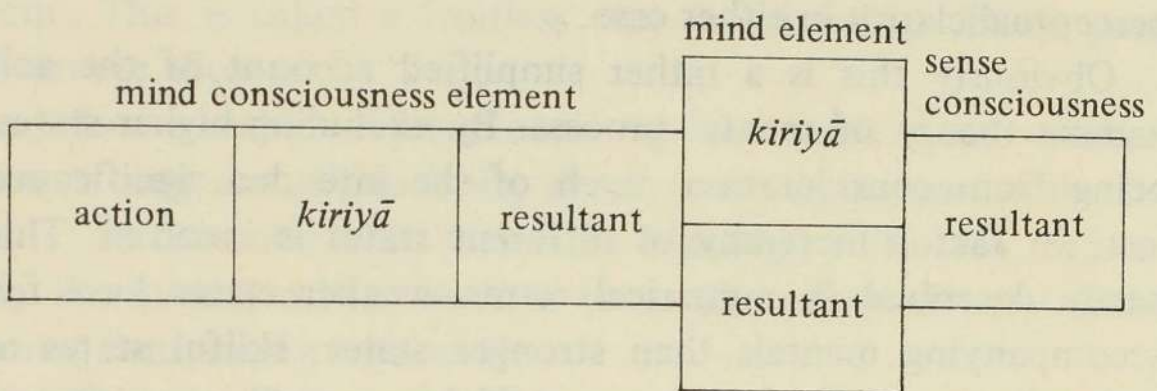 mind element
sense
consciousness
mind consciousness element
kiriyā
action
kiriyā
resultant
resultant
resultant